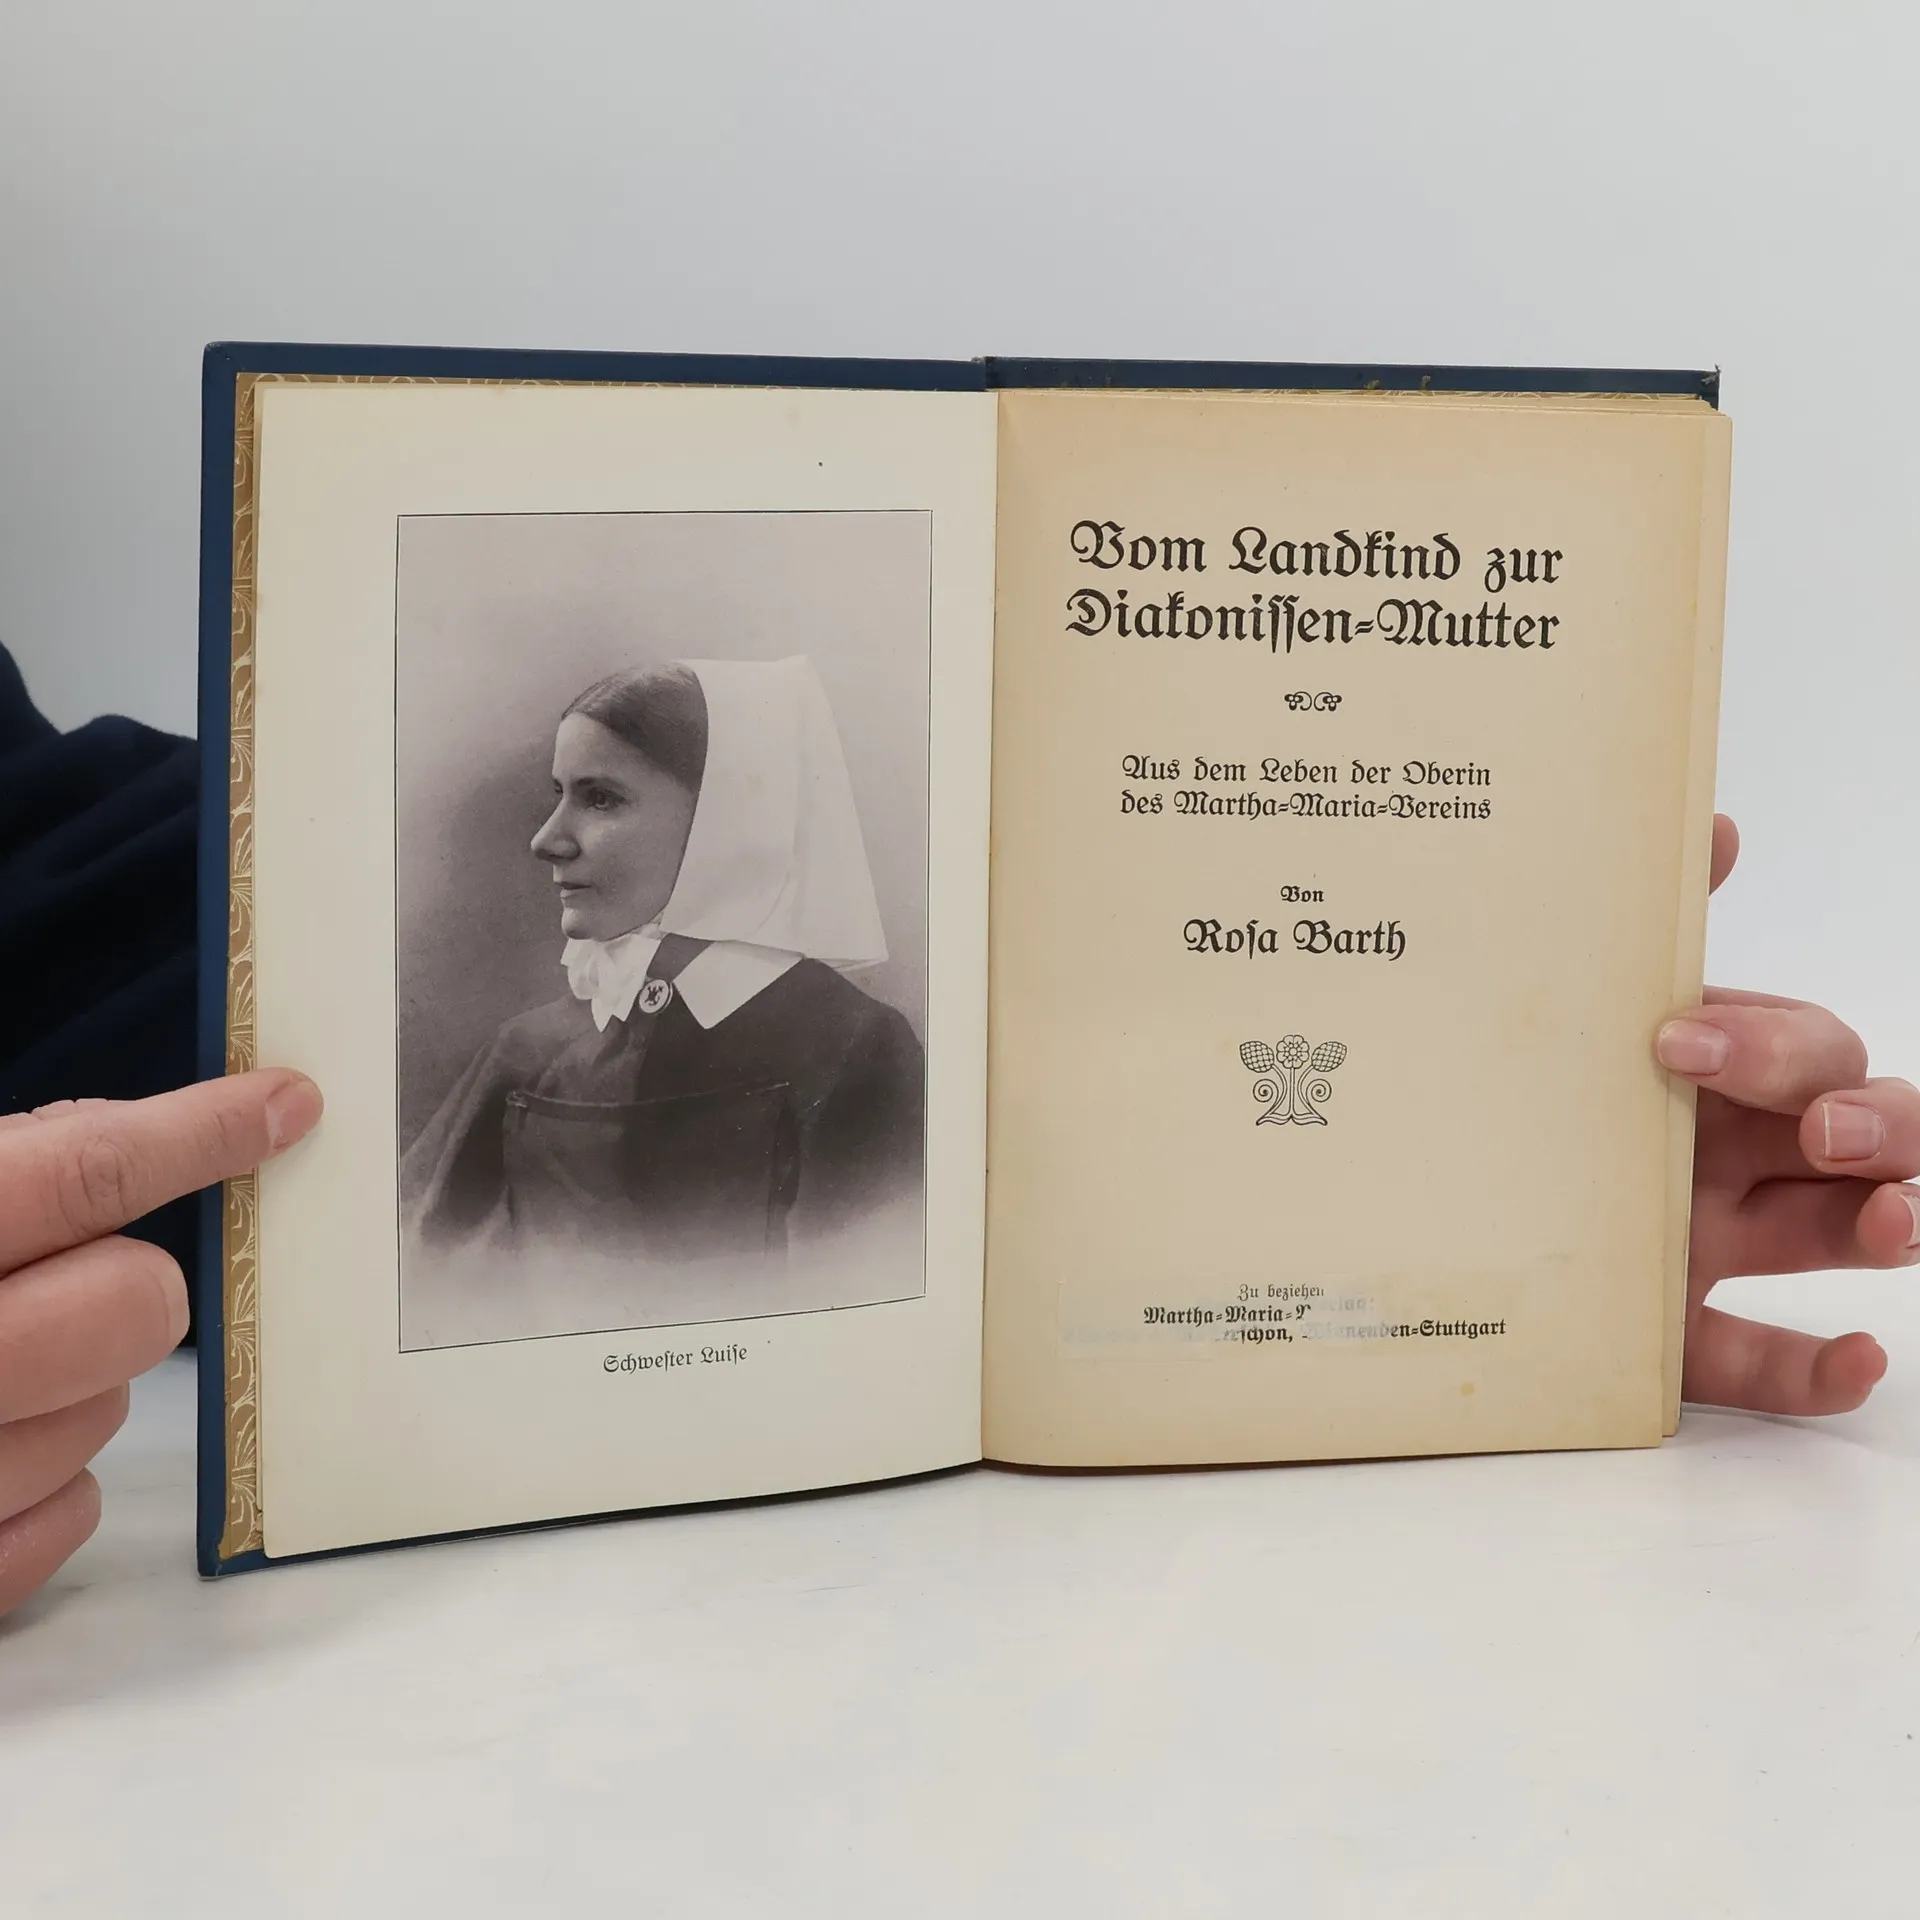 Schwester Luise
Vom Landkind zur
Diakonissen-Mutter
Aus dem Leben der Oberin
des Martha-Maria-Vereins
Von
Rosa Barth
Zu beziehen
Martha-Maria-
-Stuttgart